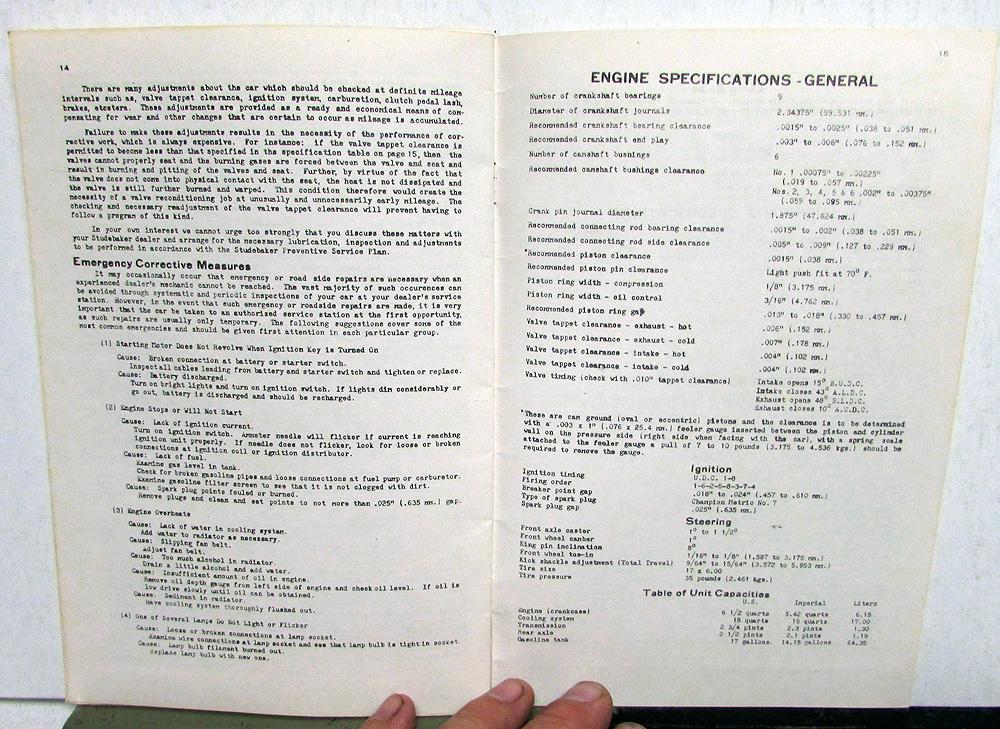 14
There are many adjustments about the car which should be checked at definite mileage
intervals such as, valve tappet clearance, ignition system, carburetion, clutch pedal lash,
brakes, etcetera. These adjustments are provided as a ready and economical means of com-
pensating for wear and other changes that are certain to occur as mileage is accumulated.
Failure to make these adjustments results in the necessity of the performance of cor-
rective work, which is always expensive. For instance: if the valve tappet clearance is
permitted to become less than that specified in the specification table on page 15, then the
valves cannot properly seat and the burning gases are forced between the valve and seat and
result in burning and pitting of the valves and seat. Further, by virtue of the fact that
the valve does not come into physical contact with the seat, the heat is not dissipated and
the valve is still further burned and warped. This condition therefore would create the
necessity of a valve reconditioning job at unusually and unnecessarily early mileage. The
checking and necessary readjustment of the valve tappet clearance will prevent having to
follow a program of this kind.
In your own interest we cannot urge too strongly that you discuss these matters with
your Studebaker dealer and arrange for the necessary lubrication, inspection and adjustments
to be performed in accordance with the Studebaker Preventive Service Plan.
Emergency Corrective Measures
It may occasionally occur that emergency or road side repairs are necessary when an
experienced dealer's mechanic cannot be reached. The vast majority of such occurences can
be avoided through systematic and periodic inspections of your car at your dealer's service
station. However, in the event that such emergency or roadside repairs are made, it is very
important that the car be taken to an authorized service station at the first opportunity,
as such repairs are usually only temporary. The following suggestions cover some of the
most common emergencies and should be given first attention in each particular group.
(1) Starting Motor Does Not Revolve When Ignition Key is Turned On
Cause: Broken connection at battery or starter switch.
Inspect all cables leading from battery and starter switch and tighten or replace.
Cause: Battery discharged.
Turn on bright lights and turn on ignition switch. If lights dim considerably or
go out, battery is discharged and should be recharged.
(2) Engine Stops or Will Not Start
Cause: Lack of ignition current.
Turn on ignition switch. Ammeter needle will flicker if current is reaching
ignition unit properly. If needle does not flicker, look for loose or broken
connections at ignition coil or ignition distributor.
Cause: Lack of fuel.
Examine gas level in tank.
Check for broken gasoline pipes and loose connections at fuel pump or carburetor.
Examine gasoline filter screen to see that it is not clogged with dirt.
Cause: Spark plug points fouled or burned.
Remove plugs and clean and set points to not more than .025" (.635 mm.) gap.
(3) Engine Overheats
Cause: Lack of water in cooling system.
Add water to radiator as necessary.
Cause: Slipping fan belt.
Adjust fan belt.
Cause: Too much alcohol in radiator.
Drain a little alcohol and add water.
Cause: Insufficient amount of oil in engine.
Remove oil depth gauge from left side of engine and check oil level. If oil is
low drive slowly until oil can be obtained.
Cause: Sediment in radiator.
Have cooling system thoroughly flushed out.
(4) One of Several Lamps Do Not Light or Flicker
Cause: Loose or broken connections at lamp socket.
Examine wire connections at lamp socket and see that lamp bulb is tight in socket.
Cause: Lamp bulb filament burned out.
Replace lamp bulb with new one.
15
ENGINE SPECIFICATIONS - GENERAL
Number of crankshaft bearings 9
Diameter of crankshaft journals 2.34375" (59.531 mm.)
Recommended crankshaft bearing clearance .0015" to .0025" (.038 to .051 mm.)
Recommended crankshaft end play .003" to .006" (.076 to .152 mm.)
Number of camshaft bushings 6
Recommended camshaft bushings clearance No. 1 .00075" to .00225"
(.019 to .057 mm.)
Nos. 2, 3, 4, 5 & 6 .002" to .00375"
(.059 to .095 mm.)
Crank pin journal diameter 1.875" (47.624 mm.)
Recommended connecting rod bearing clearance .0015" to .002" (.038 to .051 mm.)
Recommended connecting rod side clearance .005" to .009" (.127 to .229 mm.)
*Recommended piston clearance .0015" (.038 mm.)
Recommended piston pin clearance Light push fit at 70° F.
Piston ring width - compression 1/8" (3.175 mm.)
Piston ring width - oil control 3/16" (4.762 mm.)
Recommended piston ring gap .013" to .018" (.330 to .457 mm.)
Valve tappet clearance - exhaust - hot .006" (.152 mm.)
Valve tappet clearance - exhaust - cold .007" (.178 mm.)
Valve tappet clearance - intake - hot .004" (.102 mm.)
Valve tappet clearance - intake - cold .004" (.102 mm.)
Valve timing (check with .010" tappet clearance) Intake opens 15° B.U.D.C.
Intake closes 43° A.L.D.C.
Exhaust opens 48° B.L.D.C.
Exhaust closes 10° A.U.D.C.
*These are cam ground (oval or eccentric) pistons and the clearance is to be determined
with a .003 x 1" (.076 x 25.4 mm.) feeler gauge inserted between the piston and cylinder
wall on the pressure side (right side when facing with the car), with a spring scale
attached to the feeler gauge a pull of 7 to 10 pounds (3.175 to 4.536 kgs.) should be
required to remove the gauge.
Ignition
Ignition timing U.D.C. 1-8
Firing order 1-6-2-5-8-3-7-4
Breaker point gap .018" to .024" (.457 to .610 mm.)
Type of spark plug Champion Metric No. 7
Spark plug gap .025" (.635 mm.)
Steering
Front axle caster 1° to 1 1/2°
Front wheel camber 1°
King pin inclination 8°
Front wheel toe-in 1/16" to 1/8" (1.587 to 3.175 mm.)
Kick shackle adjustment (Total Travel) 9/64" to 15/64" (3.572 to 5.953 mm.)
Tire size 17 x 6.00
Tire pressure 35 pounds (2.461 kgs.)
Table of Unit Capacities
U.S. Imperial Liters
Engine (crankcase) 6 1/2 quarts 5.42 quarts 6.15
Cooling system 18 quarts 15 quarts 17.00
Transmission 2 3/4 pints 2.3 pints 1.30
Rear axle 2 1/2 pints 2.1 pints 1.19
Gasoline tank 17 gallons 14.15 gallons 64.35